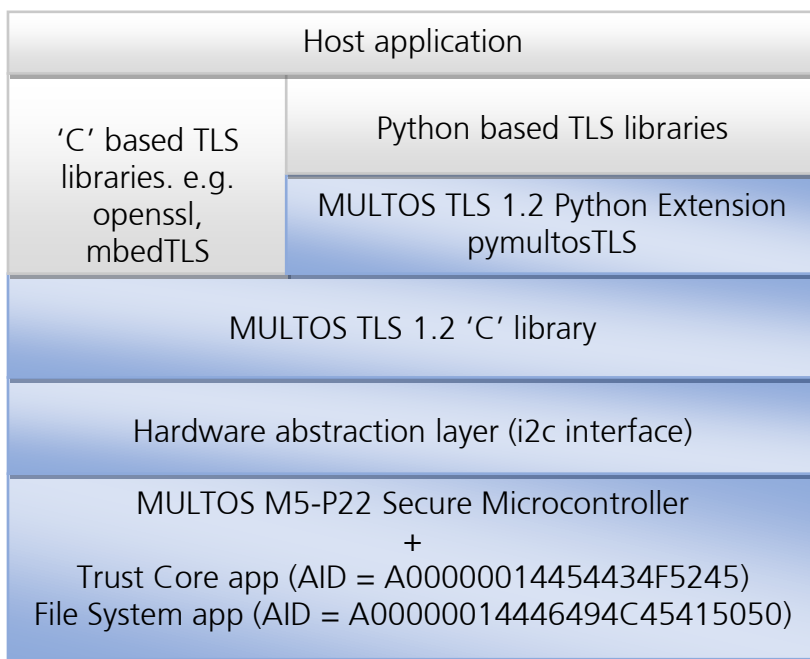 Host application
‘C’ based TLS
libraries. e.g.
openssl,
mbedTLS
Python based TLS libraries
MULTOS TLS 1.2 Python Extension
pymultosTLS
MULTOS TLS 1.2 ‘C’ library
Hardware abstraction layer (i2c interface)
MULTOS M5-P22 Secure Microcontroller
+
Trust Core app (AID = A00000014454434F5245)
File System app (AID = A00000014446494C45415050)